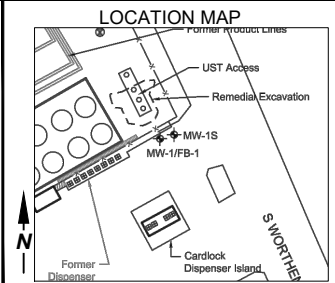 LOCATION MAP
Former Product Lines
UST Access
Remedial Excavation
MW-1S
MW-1/FB-1
N
S WORTHEN
Cardlock
Dispenser Island
Former
Dispenser